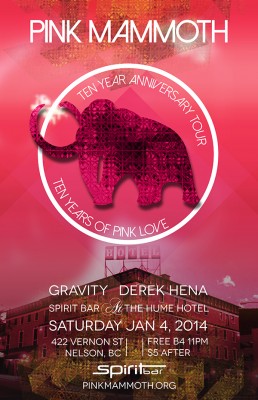 PINK MAMMOTH
TEN YEAR ANNIVERSARY TOUR
TEN YEARS OF PINK LOVE
HOTEL
GRAVITY DEREK HENA
SPIRIT BAR At THE HUME HOTEL
SATURDAY JAN 4, 2014
422 VERNON ST
NELSON, BC
FREE B4 11PM
$5 AFTER
spirit bar
PINKMAMMOTH.ORG